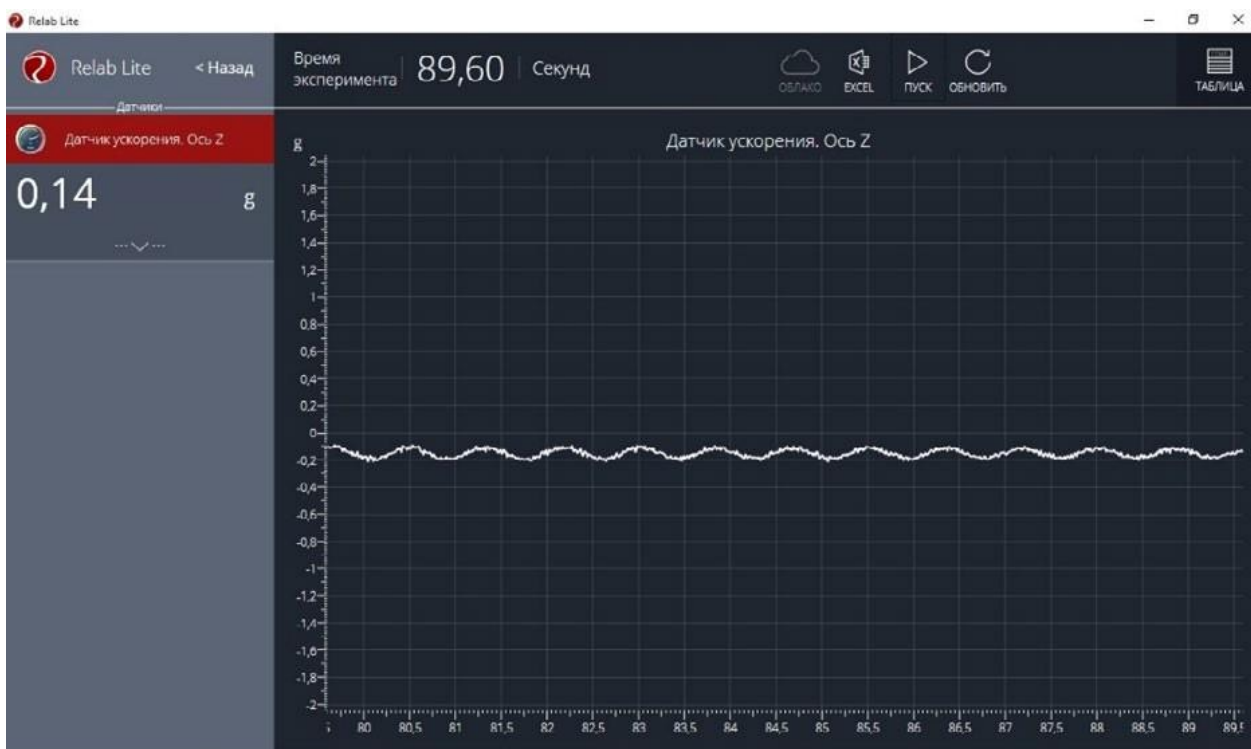 Relab Lite
Relab Lite
< Назад
Время
эксперимента
89,60
Секунд
ОБЛАКО
EXCEL
ПУСК
ОБНОВИТЬ
ТАБЛИЦА
Датчики
Датчик ускорения. Ось Z
0,14
g
g
Датчик ускорения. Ось Z
2
1,8
1,6
1,4
1,2
1
0,8
0,6
0,4
0,2
0
-0,2
-0,4
-0,6
-0,8
-1
-1,2
-1,4
-1,6
-1,8
-2
80 80,5 81 81,5 82 82,5 83 83,5 84 84,5 85 85,5 86 86,5 87 87,5 88 88,5 89